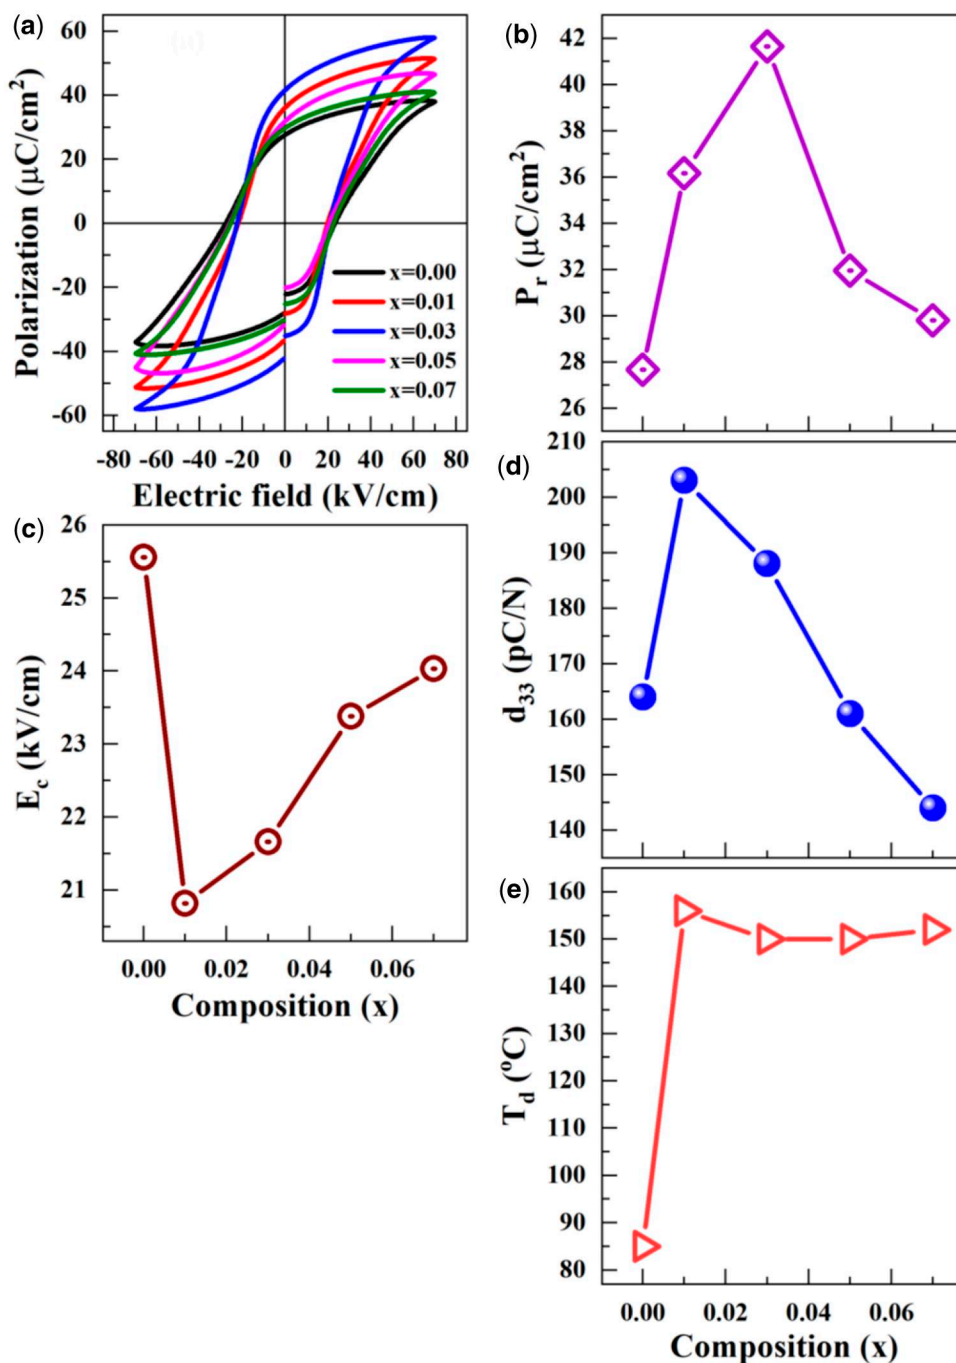 (a)
60
40
20
0
-20
-40
-60
Polarization (μC/cm²)
x=0.00
x=0.01
x=0.03
x=0.05
x=0.07
-80 -60 -40 -20 0 20 40 60 80
Electric field (kV/cm)
(b)
42
40
38
36
34
32
30
28
26
Pr (μC/cm²)
(c)
26
25
24
23
22
21
Ec (kV/cm)
0.00 0.02 0.04 0.06
Composition (x)
(d)
210
200
190
180
170
160
150
140
d33 (pC/N)
(e)
160
150
140
130
120
110
100
90
80
Td (ºC)
0.00 0.02 0.04 0.06
Composition (x)